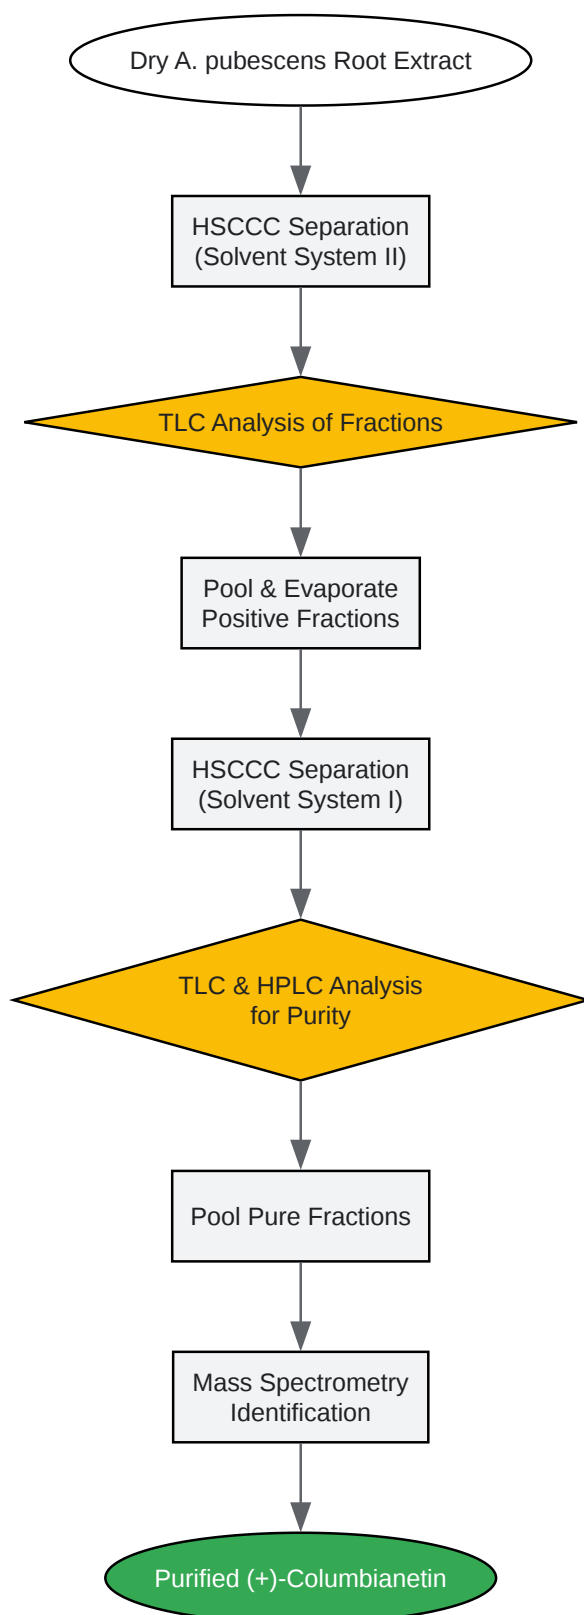 Dry A. pubescens Root Extract
HSCCC Separation
(Solvent System II)
TLC Analysis of Fractions
Pool & Evaporate
Positive Fractions
HSCCC Separation
(Solvent System I)
TLC & HPLC Analysis
for Purity
Pool Pure Fractions
Mass Spectrometry
Identification
Purified (+)-Columbianetin